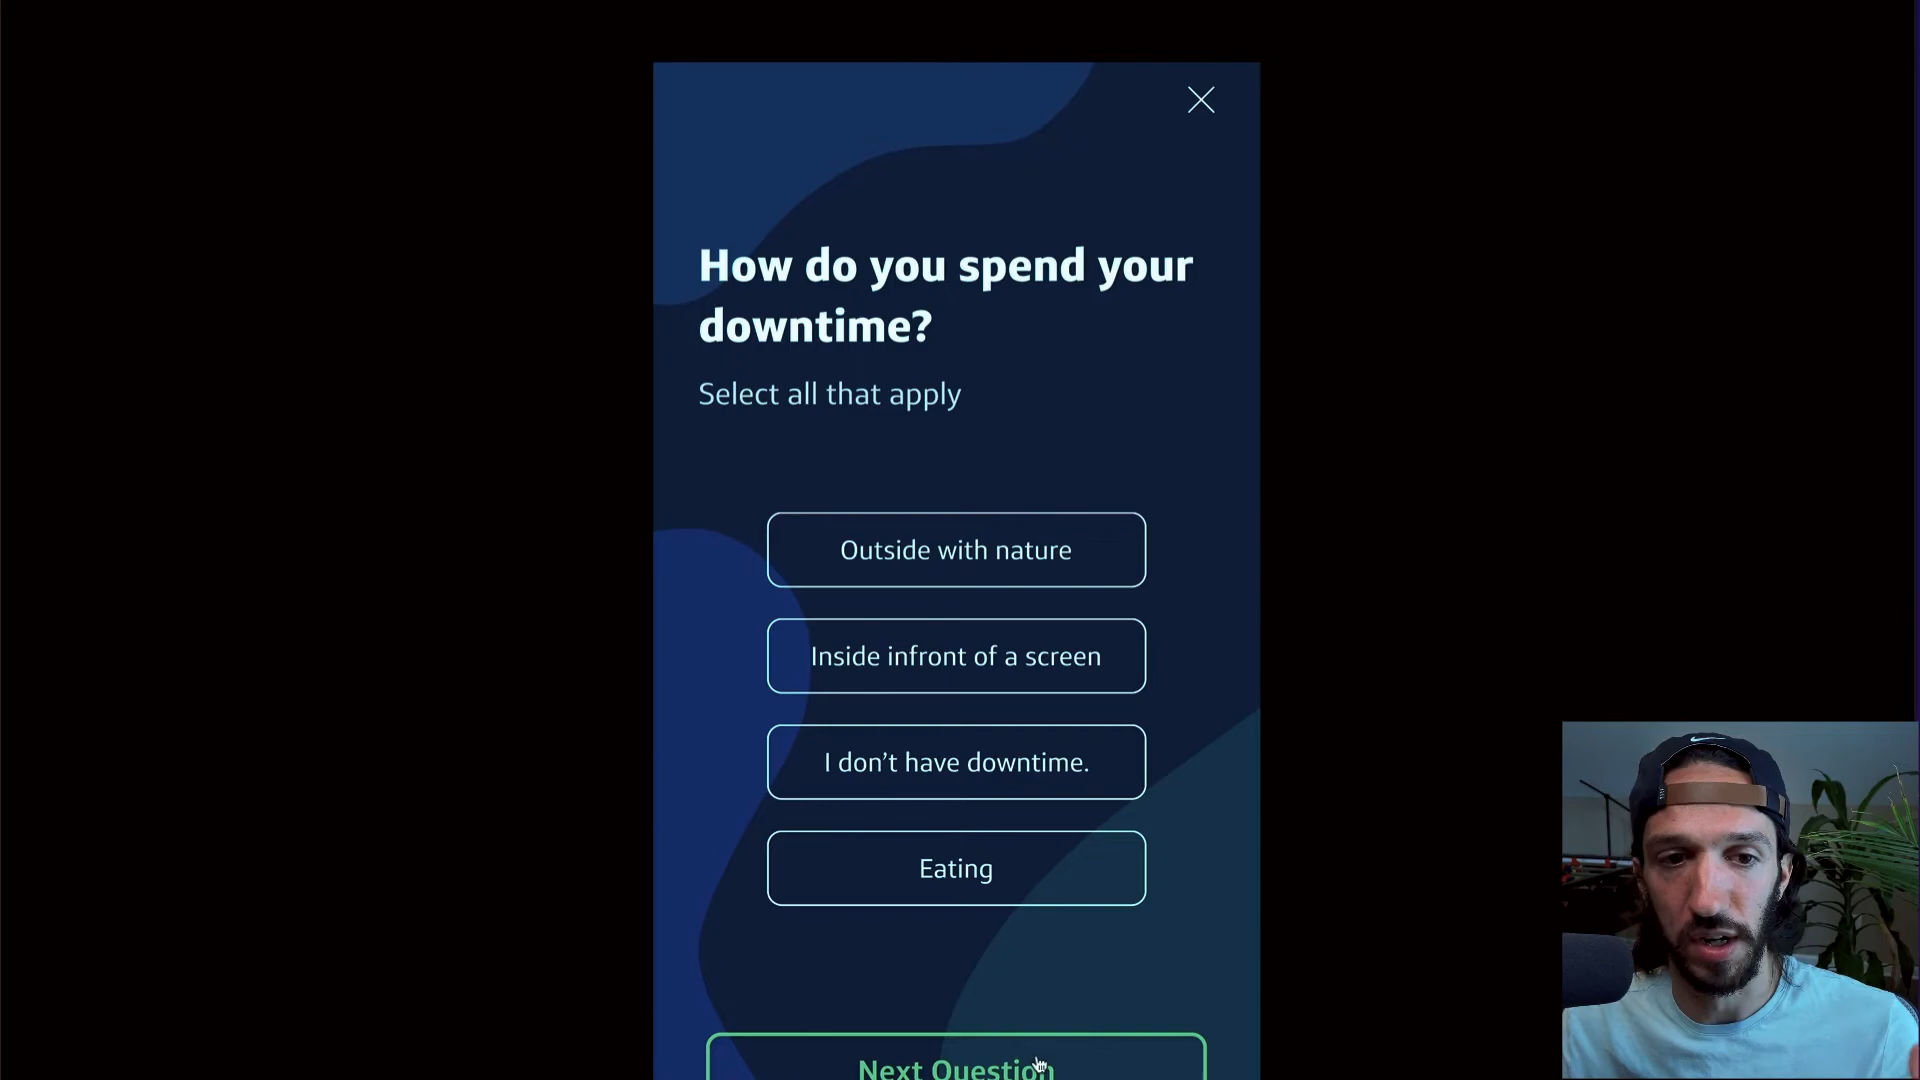 How do you spend your
downtime?
Select all that apply
Outside with nature
Inside infront of a screen
I don’t have downtime.
Eating
Next Question